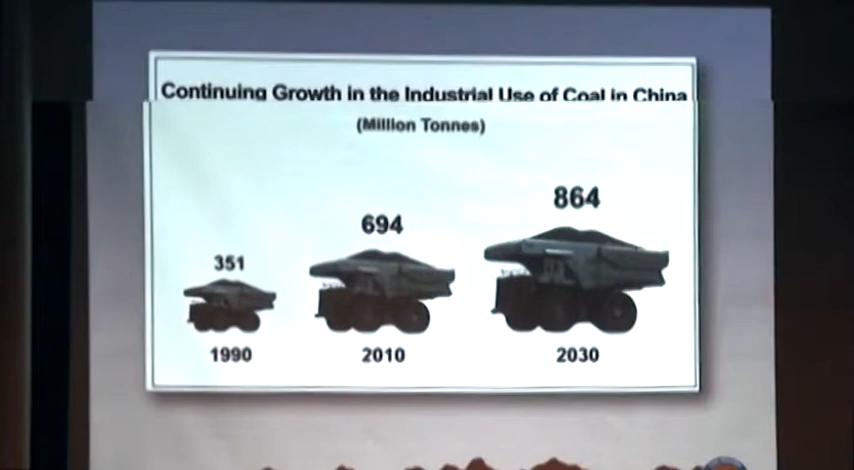 Continuing Growth in the Industrial Use of Coal in China
(Million Tonnes)
864
694
351
1990 2010 2030